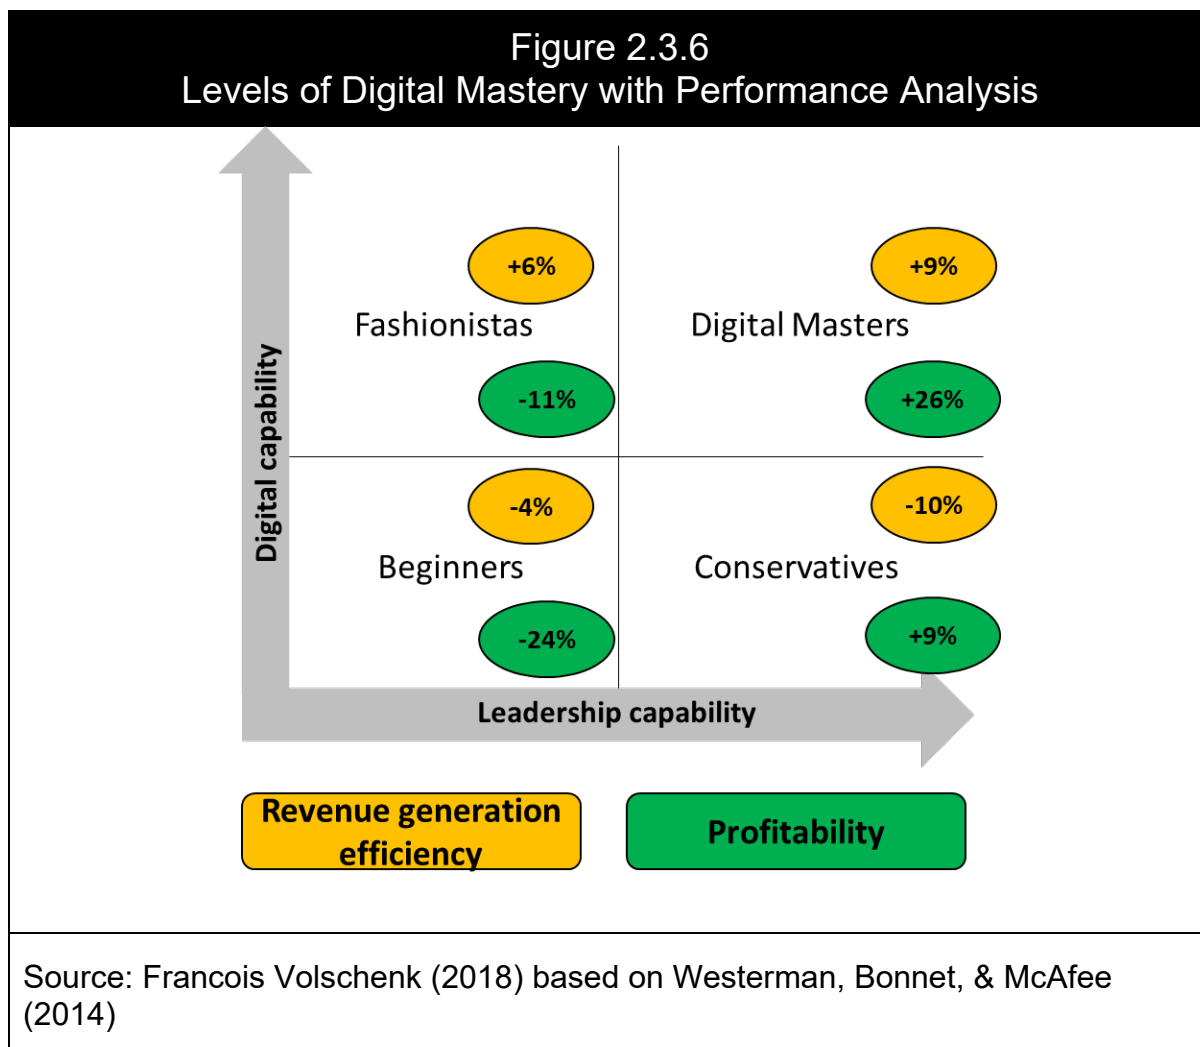 Figure 2.3.6
Levels of Digital Mastery with Performance Analysis
+6%
+9%
Fashionistas
Digital Masters
-11%
+26%
Digital capability
-4%
-10%
Beginners
Conservatives
-24%
+9%
Leadership capability
Revenue generation
efficiency
Profitability
Source: Francois Volschenk (2018) based on Westerman, Bonnet, & McAfee
(2014)